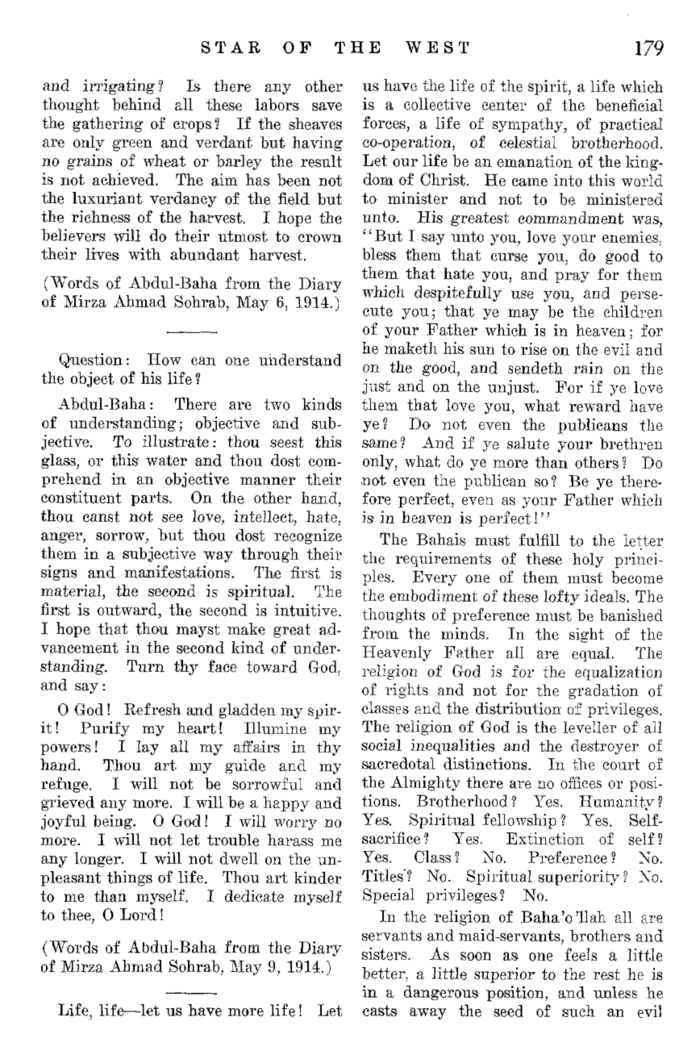 STAR OF THE WEST 179
and irrigating? Is there any other
thought behind all these labors save
the gathering of crops? If the sheaves
are only green and verdant but having
no grains of wheat or barley the result
is not achieved. The aim has been not
the luxuriant verdancy of the field but
the richness of the harvest. I hope the
believers will do their utmost to crown
their lives with abundant harvest.
(Words of Abdul-Baha from the Diary
of Mirza Ahmad Sohrab, May 6, 1914.)
Question: How can one understand
the object of his life?
Abdul-Baha: There are two kinds
of understanding; objective and sub-
jective. To illustrate: thou seest this
glass, or this water and thou dost com-
prehend in an objective manner their
constituent parts. On the other hand,
thou canst not see love, intellect, hate,
anger, sorrow, but thou dost recognize
them in a subjective way through their
signs and manifestations. The first is
material, the second is spiritual. The
first is outward, the second is intuitive.
I hope that thou mayst make great ad-
vancement in the second kind of under-
standing. Turn thy face toward God,
and say:
O God! Refresh and gladden my spir-
it! Purify my heart! Illumine my
powers! I lay all my affairs in thy
hand. Thou art my guide and my
refuge. I will not be sorrowful and
grieved any more. I will be a happy and
joyful being. O God! I will worry no
more. I will not let trouble harass me
any longer. I will not dwell on the un-
pleasant things of life. Thou art kinder
to me than myself. I dedicate myself
to thee, O Lord!
(Words of Abdul-Baha from the Diary
of Mirza Ahmad Sohrab, May 9, 1914.)
Life, life—let us have more life! Let
us have the life of the spirit, a life which
is a collective center of the beneficial
forces, a life of sympathy, of practical
co-operation, of celestial brotherhood.
Let our life be an emanation of the king-
dom of Christ. He came into this world
to minister and not to be ministered
unto. His greatest commandment was,
"But I say unto you, love your enemies,
bless them that curse you, do good to
them that hate you, and pray for them
which despitefully use you, and perse-
cute you; that ye may be the children
of your Father which is in heaven; for
he maketh his sun to rise on the evil and
on the good, and sendeth rain on the
just and on the unjust. For if ye love
them that love you, what reward have
ye? Do not even the publicans the
same? And if ye salute your brethren
only, what do ye more than others? Do
not even the publican so? Be ye there-
fore perfect, even as your Father which
is in heaven is perfect!"
The Bahais must fulfill to the letter
the requirements of these holy princi-
ples. Every one of them must become
the embodiment of these lofty ideals. The
thoughts of preference must be banished
from the minds. In the sight of the
Heavenly Father all are equal. The
religion of God is for the equalization
of rights and not for the gradation of
classes and the distribution of privileges.
The religion of God is the leveller of all
social inequalities and the destroyer of
sacredotal distinctions. In the court of
the Almighty there are no offices or posi-
tions. Brotherhood? Yes. Humanity?
Yes. Spiritual fellowship? Yes. Self-
sacrifice? Yes. Extinction of self?
Yes. Class? No. Preference? No.
Titles? No. Spiritual superiority? No.
Special privileges? No.
In the religion of Baha'o'llah all are
servants and maid-servants, brothers and
sisters. As soon as one feels a little
better, a little superior to the rest he is
in a dangerous position, and unless he
casts away the seed of such an evil